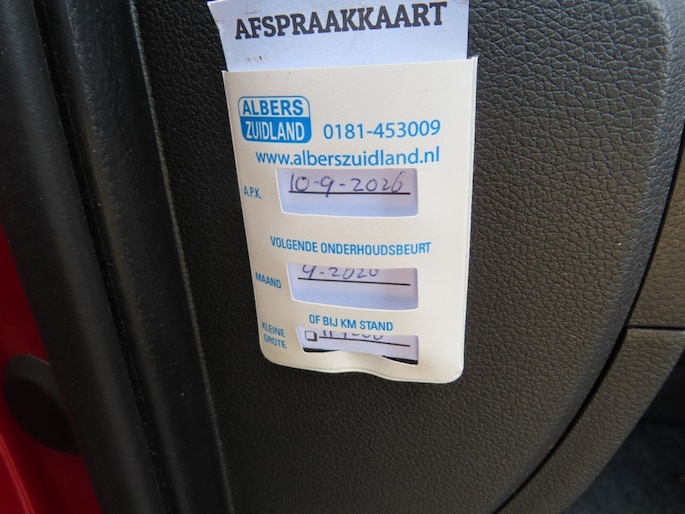 AFSPRAAKKAART
ALBERS
ZUIDLAND
0181-453009
www.alberszuidland.nl
A.P.K. 10-9-2026
VOLGENDE ONDERHOUDSBEURT
MAAND 9-2026
OF BIJ KM STAND
KLEINE
GROTE